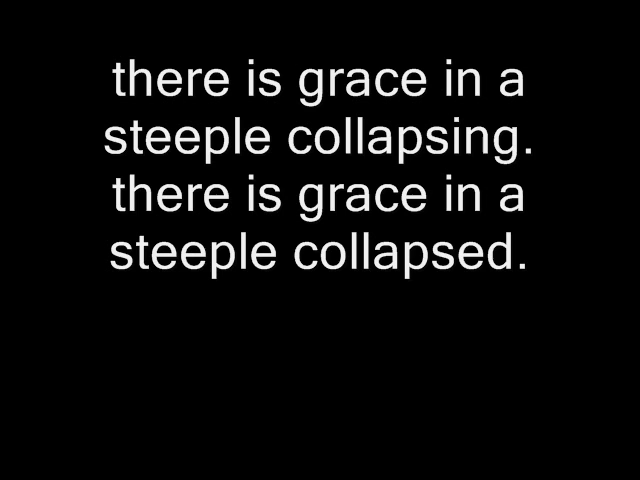 there is grace in a
steeple collapsing.
there is grace in a
steeple collapsed.